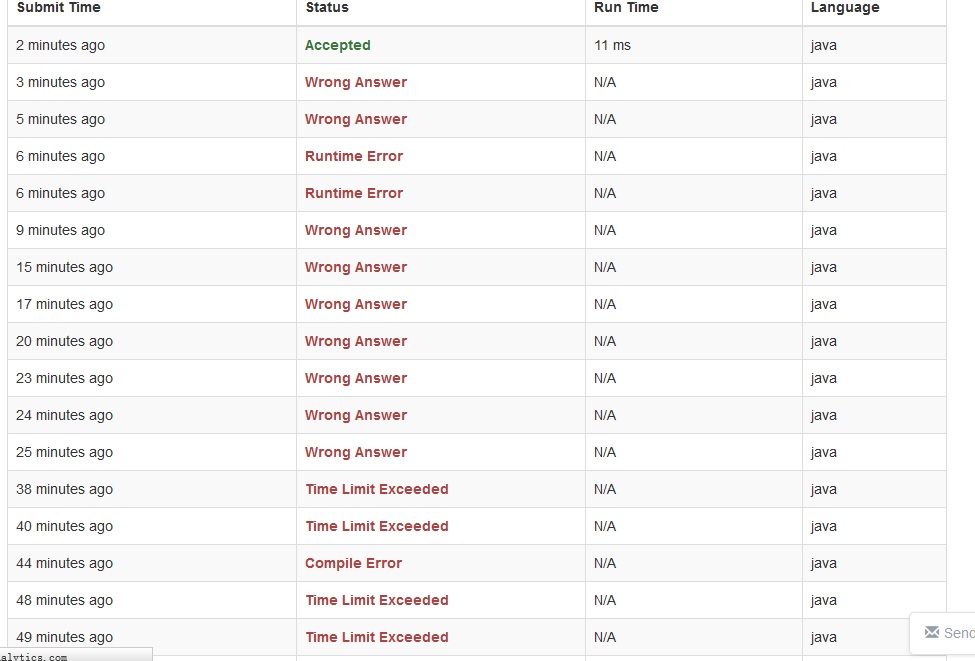 Submit Time Status Run Time Language
2 minutes ago Accepted 11 ms java
3 minutes ago Wrong Answer N/A java
5 minutes ago Wrong Answer N/A java
6 minutes ago Runtime Error N/A java
6 minutes ago Runtime Error N/A java
9 minutes ago Wrong Answer N/A java
15 minutes ago Wrong Answer N/A java
17 minutes ago Wrong Answer N/A java
20 minutes ago Wrong Answer N/A java
23 minutes ago Wrong Answer N/A java
24 minutes ago Wrong Answer N/A java
25 minutes ago Wrong Answer N/A java
38 minutes ago Time Limit Exceeded N/A java
40 minutes ago Time Limit Exceeded N/A java
44 minutes ago Compile Error N/A java
48 minutes ago Time Limit Exceeded N/A java
Send
49 minutes ago Time Limit Exceeded N/A java
alytics.com